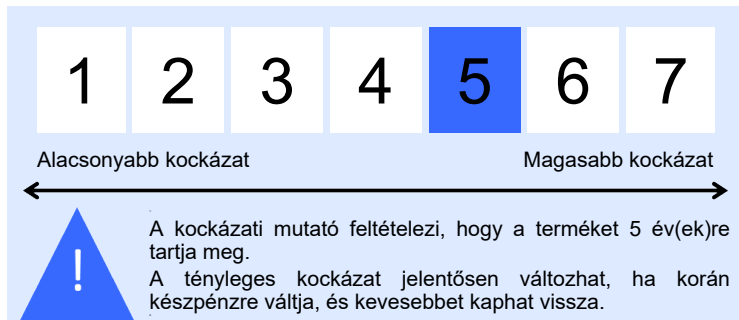 1 2 3 4 5 6 7
Alacsonyabb kockázat Magasabb kockázat
A kockázati mutató feltételezi, hogy a terméket 5 év(ek)re
tartja meg.
! A tényleges kockázat jelentősen változhat, ha korán
készpénzre váltja, és kevesebbet kaphat vissza.